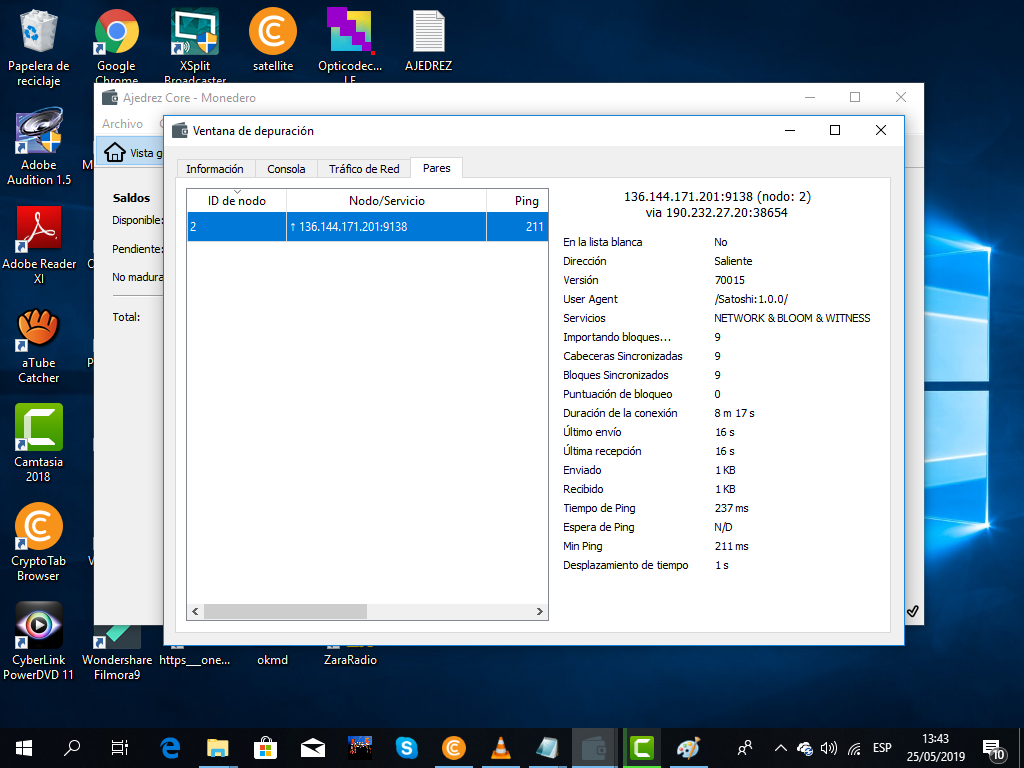 Papelera de
reciclaje
Google
Chrome
XSplit
Broadcaster
satellite
Opticodec...
LE
AJEDREZ
Adobe
Audition 1.5
Adobe Reader
XI
aTube
Catcher
Camtasia
2018
CryptoTab
Browser
CyberLink
PowerDVD 11
Wondershare
Filmora9
https___one...
okmd
ZaraRadio
Ajedrez Core - Monedero
Archivo
Vista g
Saldos
Disponible:
Pendiente:
No madura
Total:
Ventana de depuración
Información
Consola
Tráfico de Red
Pares
ID de nodo Nodo/Servicio Ping
2 ↑ 136.144.171.201:9138 211
136.144.171.201:9138 (nodo: 2)
via 190.232.27.20:38654
En la lista blanca No
Dirección Saliente
Versión 70015
User Agent /Satoshi:1.0.0/
Servicios NETWORK & BLOOM & WITNESS
Importando bloques... 9
Cabeceras Sincronizadas 9
Bloques Sincronizados 9
Puntuación de bloqueo 0
Duración de la conexión 8 m 17 s
Último envío 16 s
Última recepción 16 s
Enviado 1 KB
Recibido 1 KB
Tiempo de Ping 237 ms
Espera de Ping N/D
Min Ping 211 ms
Desplazamiento de tiempo 1 s
ESP
13:43
25/05/2019
10